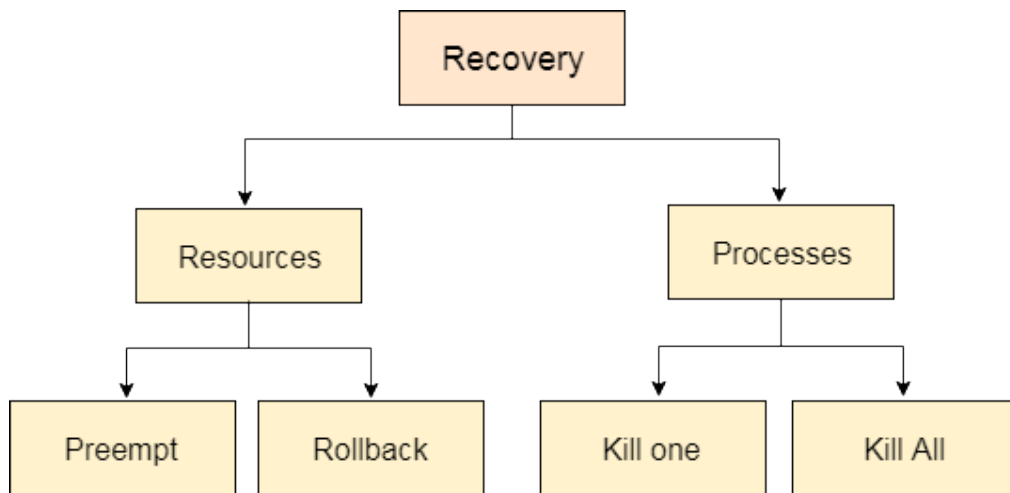 Recovery
Resources
Processes
Preempt
Rollback
Kill one
Kill All